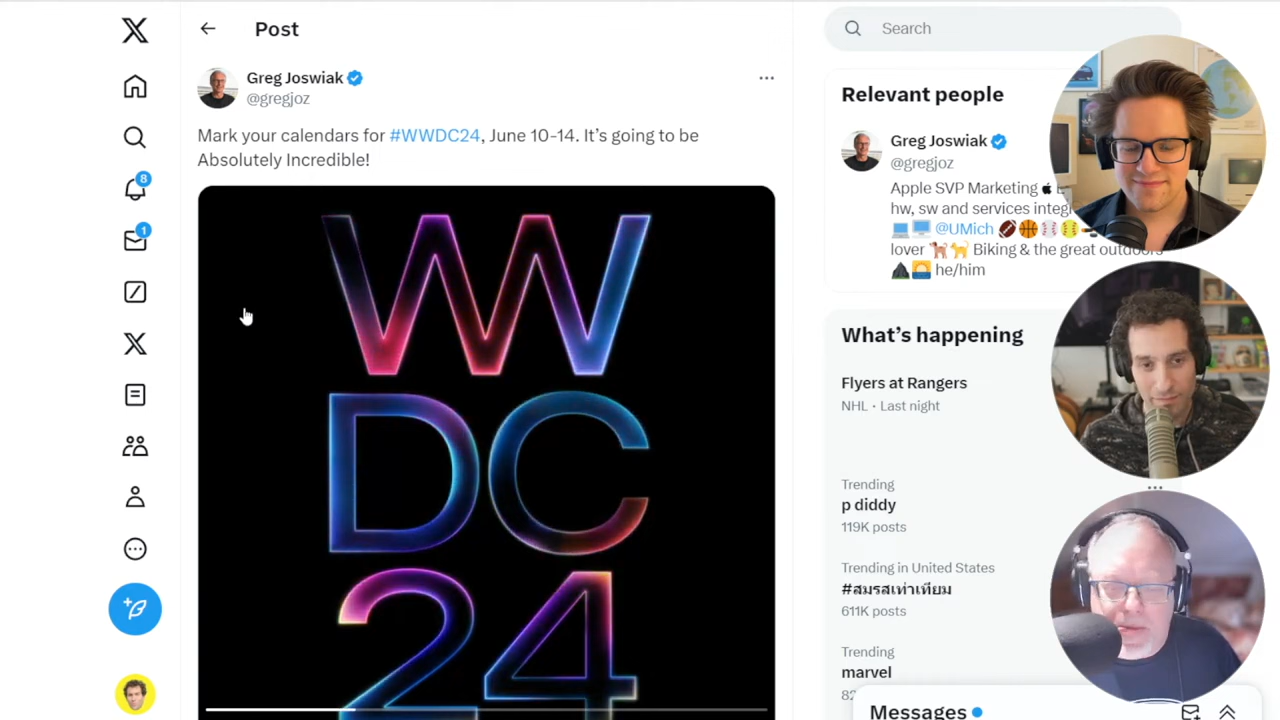 Post
Greg Joswiak
@gregjoz
Mark your calendars for #WWDC24, June 10-14. It’s going to be
Absolutely Incredible!
WW
DC
24
8
1
Search
Relevant people
Greg Joswiak
@gregjoz
Apple SVP Marketing
hw, sw and services
@UMich
lover Biking & the great outdoors
he/him
What’s happening
Flyers at Rangers
NHL · Last night
Trending
p diddy
119K posts
Trending in United States
#สมรสเท่าเทียม
611K posts
Trending
marvel
Messages